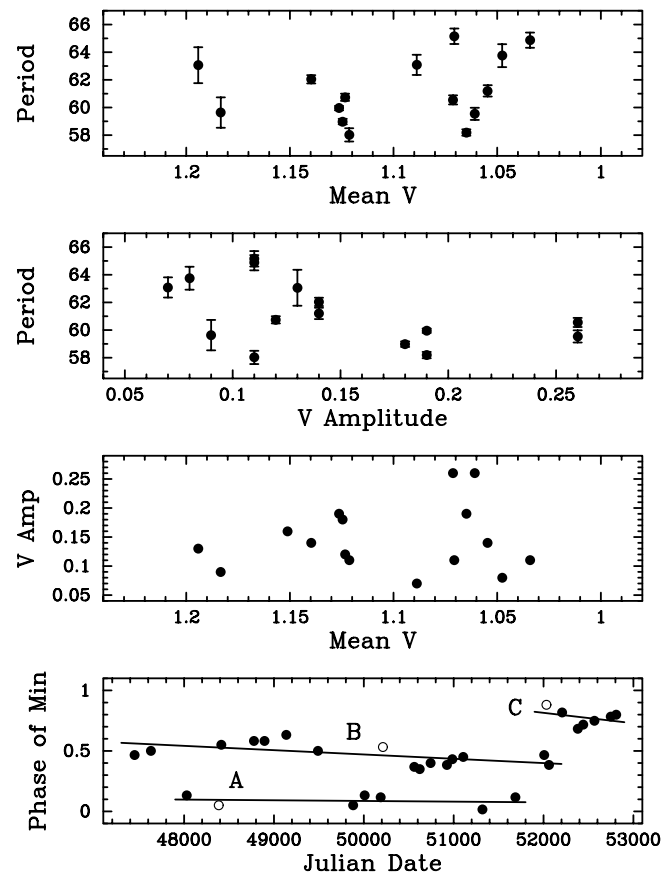 66
64
62
60
58
Period
1.2 1.15 1.1 1.05 1
Mean V
66
64
62
60
58
Period
0.05 0.1 0.15 0.2 0.25
V Amplitude
0.25
0.2
0.15
0.1
0.05
V Amp
1.2 1.15 1.1 1.05 1
Mean V
1
0.5
0
Phase of Min
A
B
C
48000 49000 50000 51000 52000 53000
Julian Date